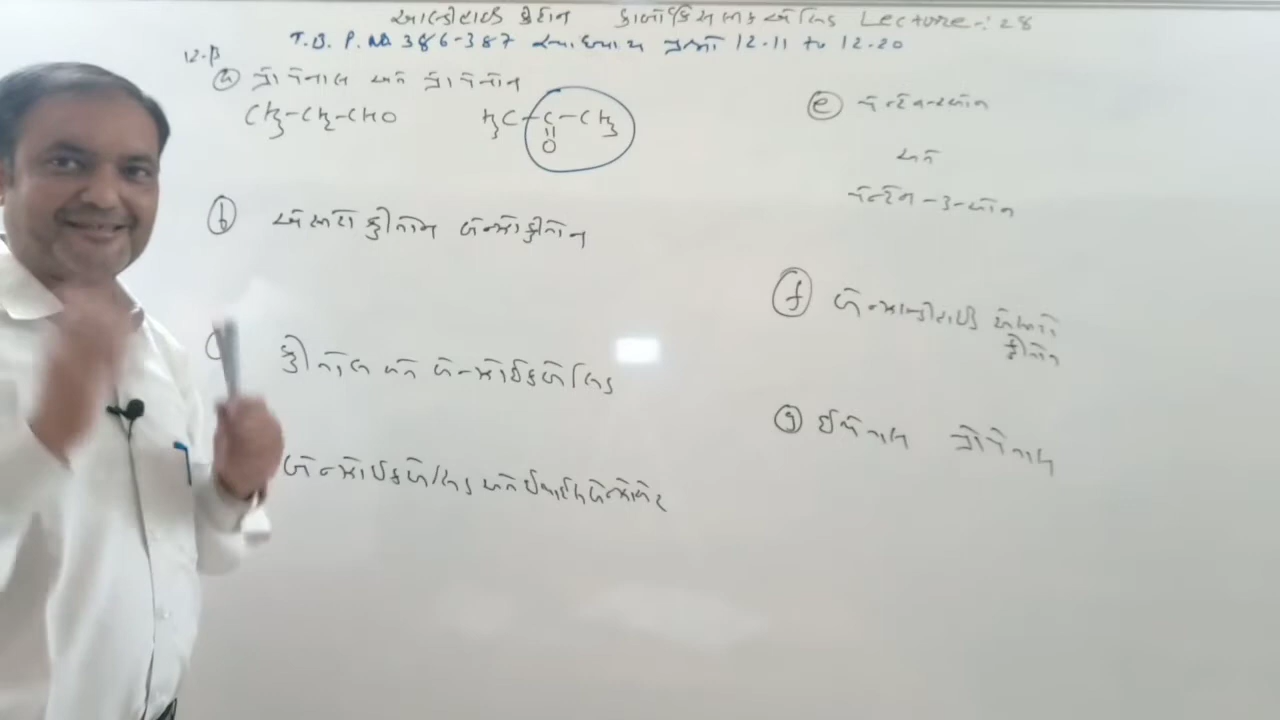 આલ્ડીહાઈડ કીટોન કાર્બોક્સિલિક એસિડ Lecture-:28
T.B. P.No 386-387 સ્વાધ્યાય પ્રશ્નો 12.11 to 12.20
12.13
(a) પ્રોપેનાલ અને પ્રોપેનોન
CH3-CH2-CHO H3C-C-CH3
O
(b) એસીટોફીનોન બેન્ઝોફીનોન
ફીનોલ અને બેન્ઝોઈક એસિડ
બેન્ઝોઈક એસિડ અને ઈથાઈલ બેન્ઝોએટ
(e) પેન્ટેન-2-ઓન
અને
પેન્ટેન-3-ઓન
(f) બેન્ઝાલ્ડીહાઈડ એસિટો
ફીનોન
(g) ઈથેનાલ પ્રોપેનાલ